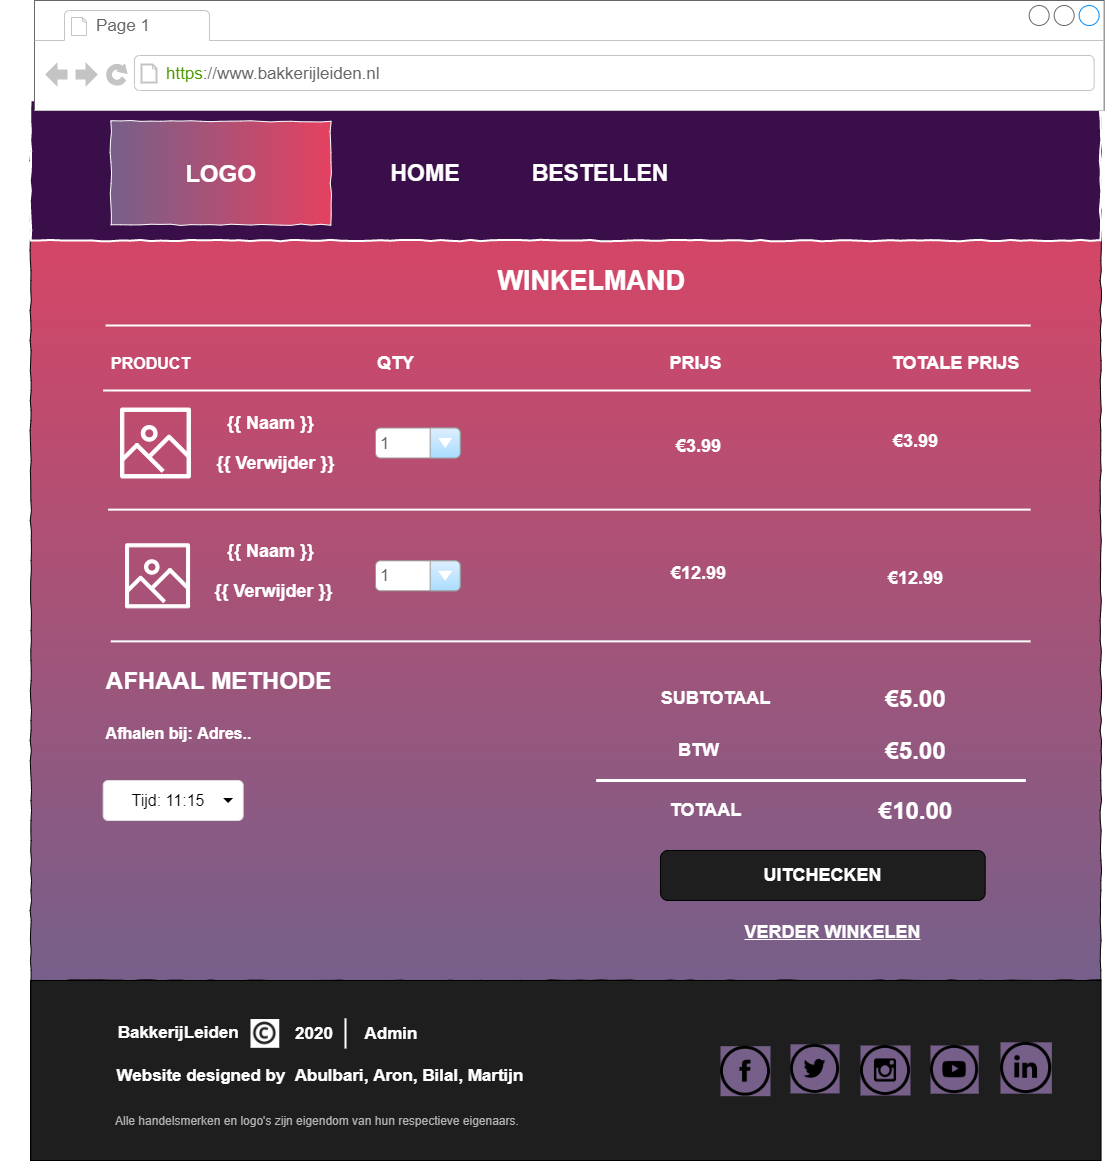 Page 1
https://www.bakkerijleiden.nl
LOGO HOME BESTELLEN
WINKELMAND
PRODUCT QTY PRIJS TOTALE PRIJS
{{ Naam }}
{{ Verwijder }}
1 €3.99 €3.99
{{ Naam }}
{{ Verwijder }}
1 €12.99 €12.99
AFHAAL METHODE
Afhalen bij: Adres..
Tijd: 11:15
SUBTOTAAL €5.00
BTW €5.00
TOTAAL €10.00
UITCHECKEN
VERDER WINKELEN
BakkerijLeiden © 2020 | Admin
Website designed by Abulbari, Aron, Bilal, Martijn
Alle handelsmerken en logo's zijn eigendom van hun respectieve eigenaars.
f in